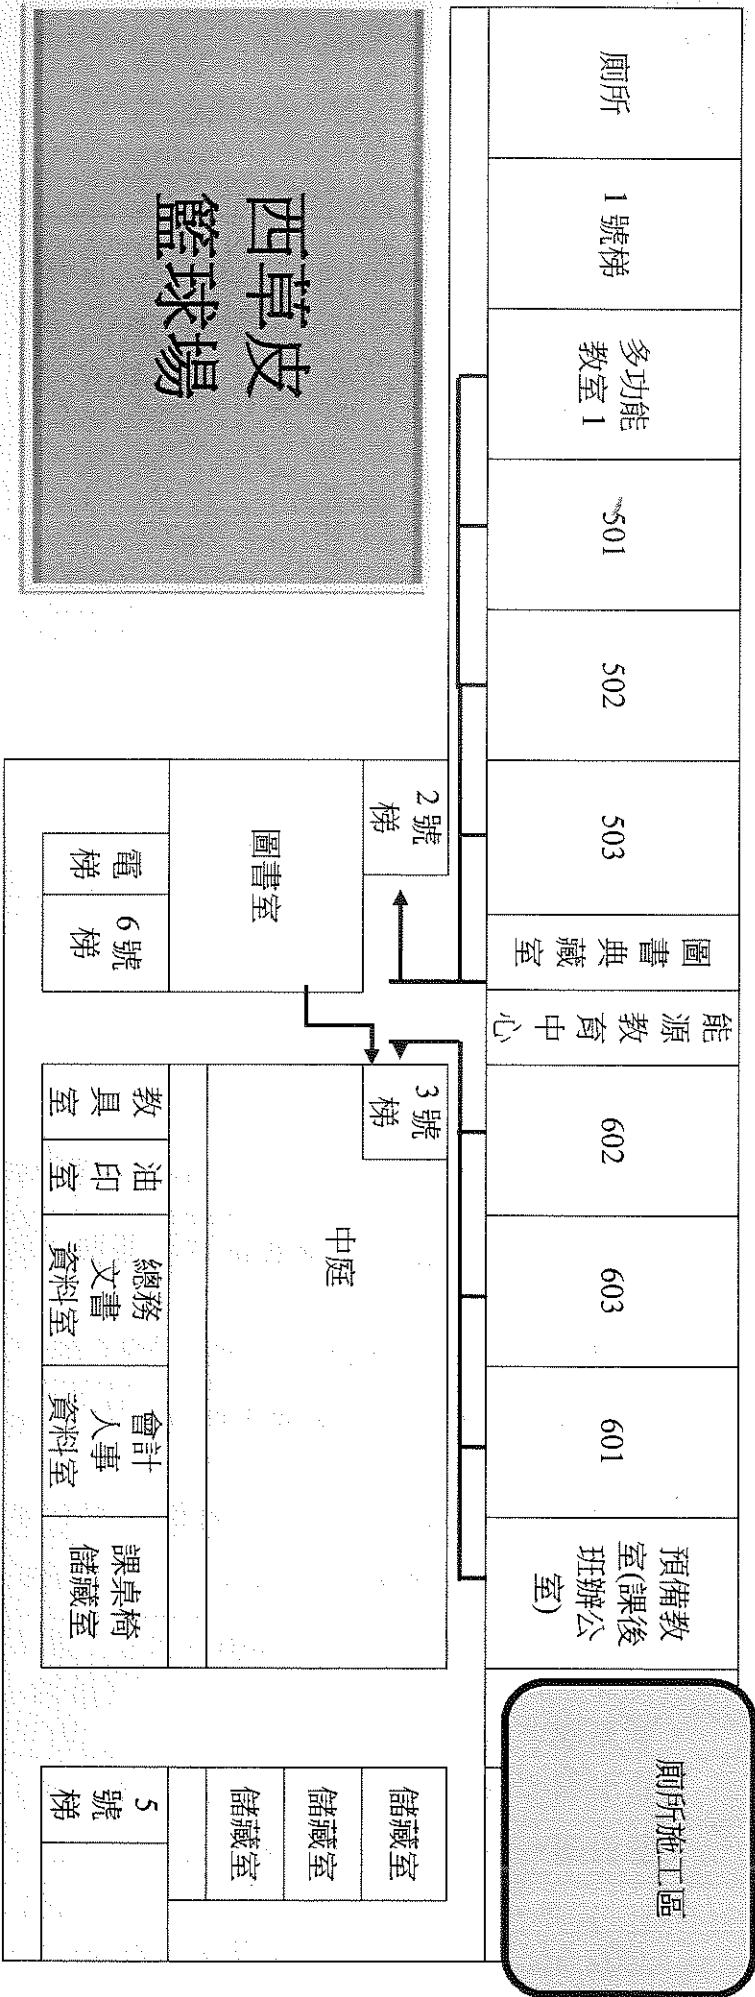 廁所
1 號梯
多功能
教室 1
501
502
503
圖書典藏室
能源教育中心
602
603
601
預備教
室(課後
班辦公
室)
廁所施工區
西草皮
籃球場
2 號
梯
圖書室
電
梯
6 號
梯
3 號
梯
中庭
教
具
室
油
印
室
總務
文書
資料室
會計
人事
資料室
課桌椅
儲藏室
儲藏室
儲藏室
儲藏室
5
號
梯